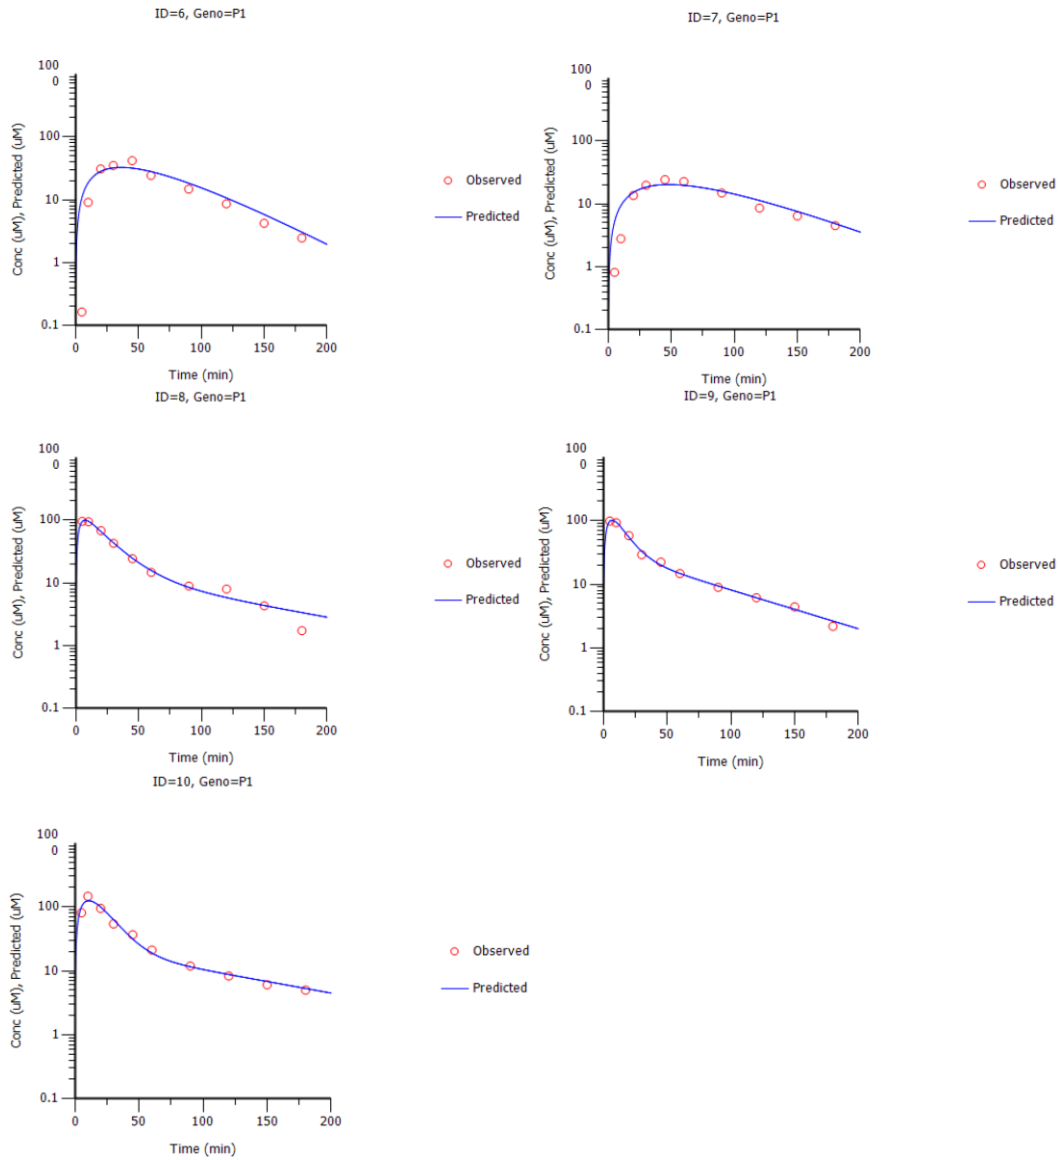 ID=6, Geno=P1
100
0
100
10
1
0.1
Conc (uM), Predicted (uM)
0 50 100 150 200
Time (min)
Observed
Predicted
ID=7, Geno=P1
100
0
100
10
1
0.1
Conc (uM), Predicted (uM)
0 50 100 150 200
Time (min)
Observed
Predicted
ID=8, Geno=P1
100
0
100
10
1
0.1
Conc (uM), Predicted (uM)
0 50 100 150 200
Time (min)
Observed
Predicted
ID=9, Geno=P1
100
0
100
10
1
0.1
Conc (uM), Predicted (uM)
0 50 100 150 200
Time (min)
Observed
Predicted
ID=10, Geno=P1
100
0
100
10
1
0.1
Conc (uM), Predicted (uM)
0 50 100 150 200
Time (min)
Observed
Predicted